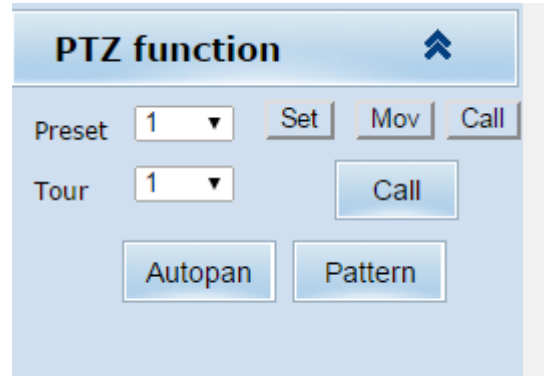 PTZ function
Preset 1 Set Mov Call
Tour 1 Call
Autopan Pattern